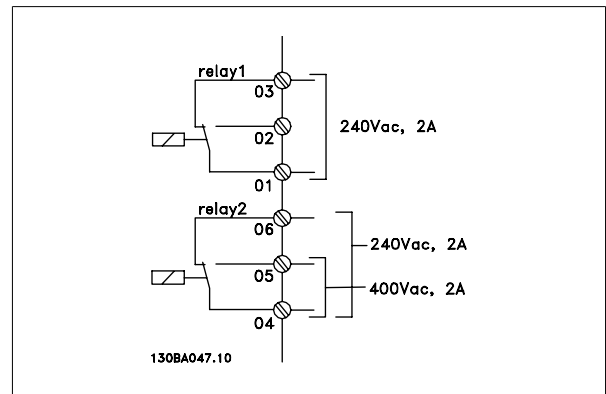 relay1
03
02
240Vac, 2A
01
relay2
06
240Vac, 2A
05
400Vac, 2A
04
130BA047.10